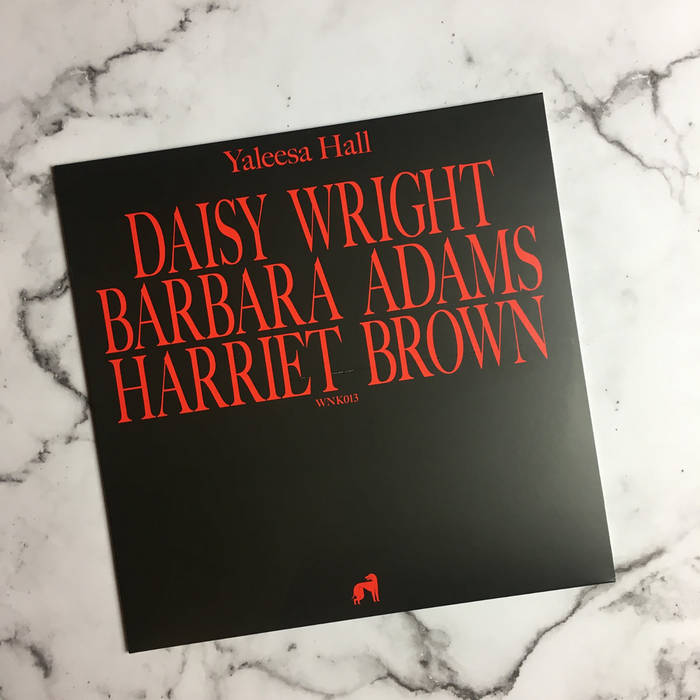 Yaleesa Hall
DAISY WRIGHT
BARBARA ADAMS
HARRIET BROWN
WNK013